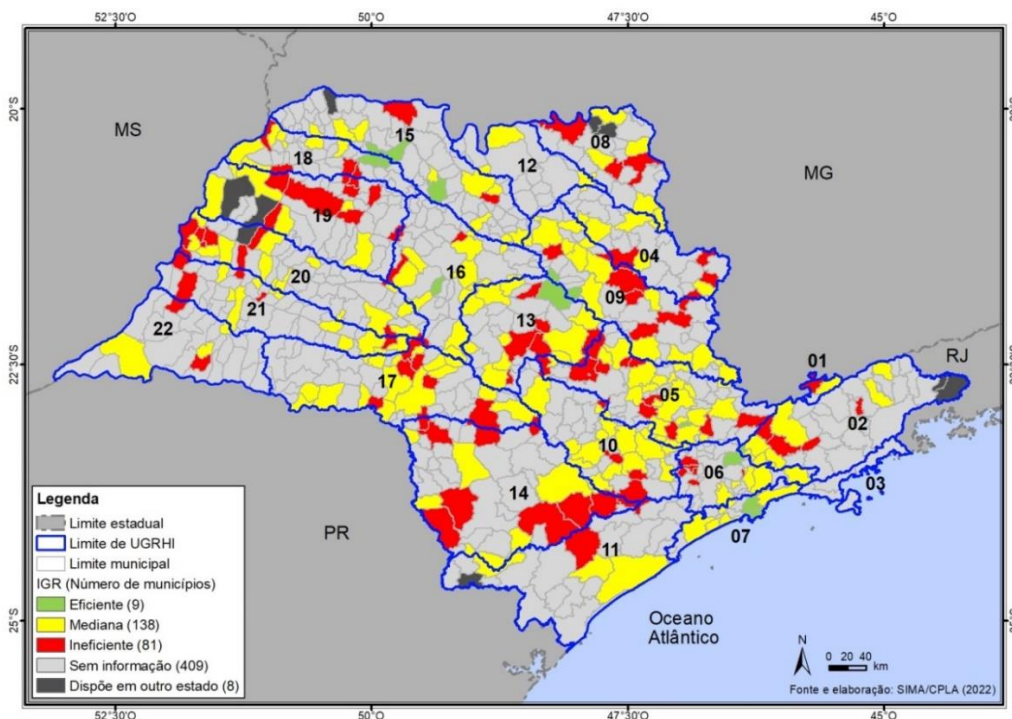 52°30'O 50°O 47°30'O 45°O
20°S
MS
MG
15
08
12
18
19
04
16
20
09
13
21
22
22°30'S
RJ
01
17
05
02
10
06
03
14
07
11
PR
Legenda
Limite estadual
Limite de UGRHI
Limite municipal
IGR (Número de municípios)
Eficiente (9)
Mediana (138)
Ineficiente (81)
Sem informação (409)
Dispõe em outro estado (8)
25°S
Oceano
Atlântico
N
0 20 40
km
Fonte e elaboração: SIMA/CPLA (2022)
52°30'O 50°O 47°30'O 45°O